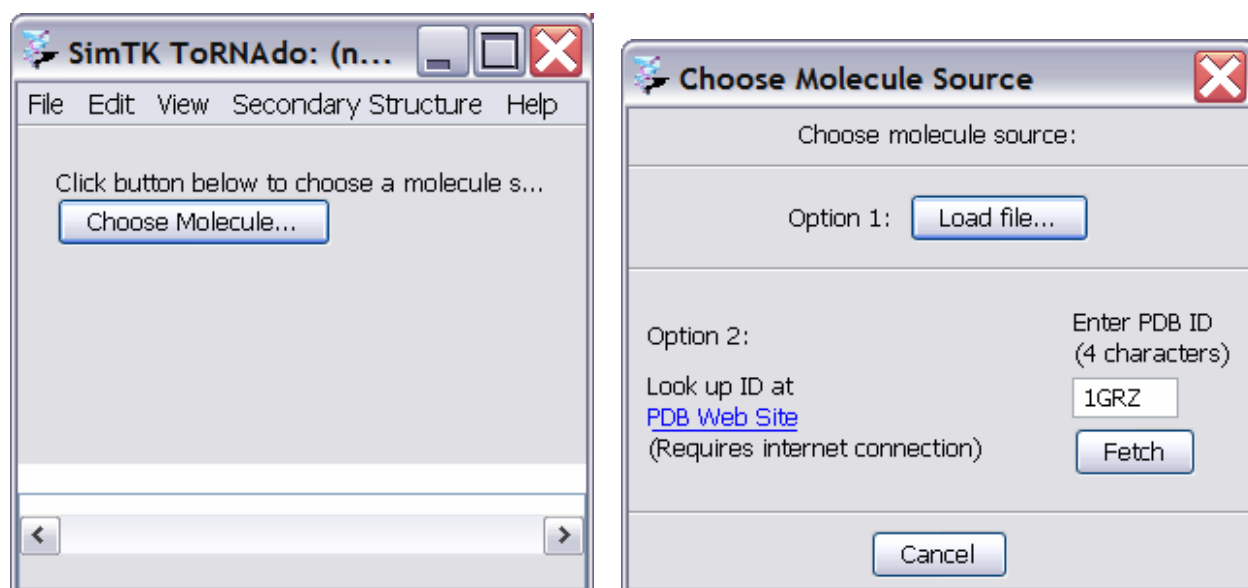 SimTK ToRNAdo: (n...
File Edit View Secondary Structure Help
Click button below to choose a molecule s...
Choose Molecule...
Choose Molecule Source
Choose molecule source:
Option 1: Load file...
Option 2:
Look up ID at
PDB Web Site
(Requires internet connection)
Enter PDB ID
(4 characters)
1GRZ
Fetch
Cancel